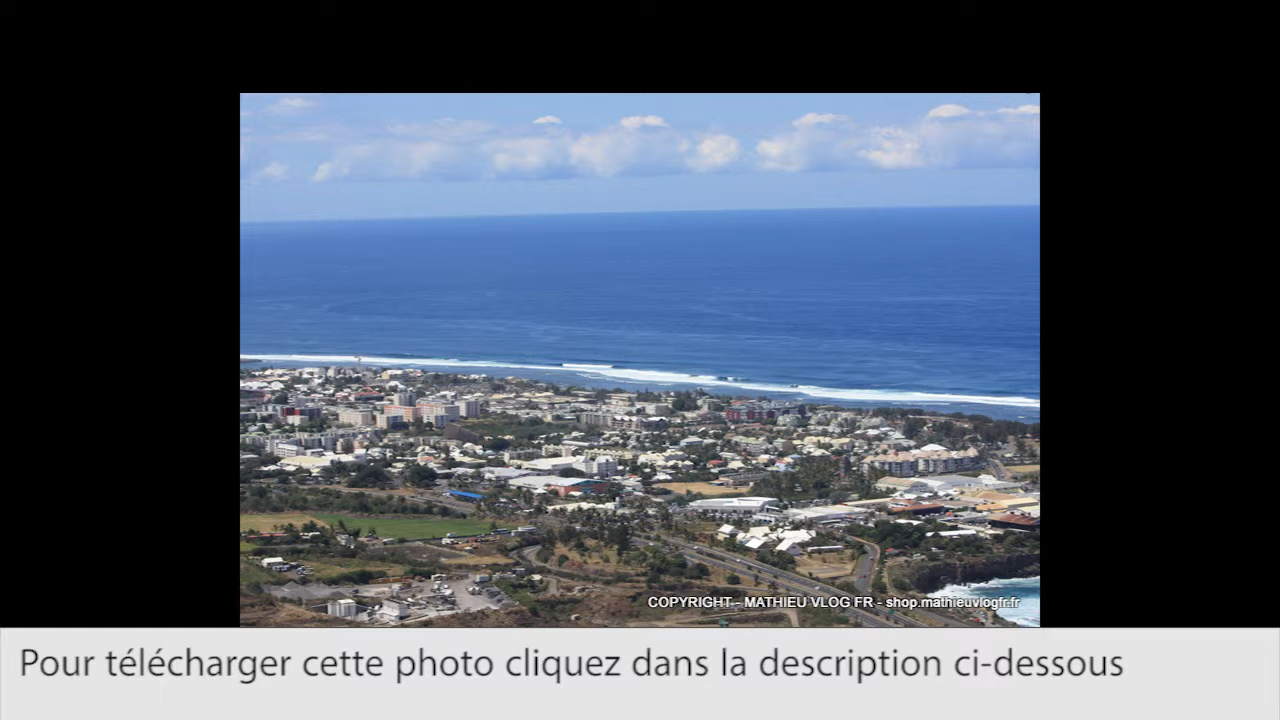 COPYRIGHT - MATHIEU VLOG FR - shop.mathieuvlogfr.fr
Pour télécharger cette photo cliquez dans la description ci-dessous